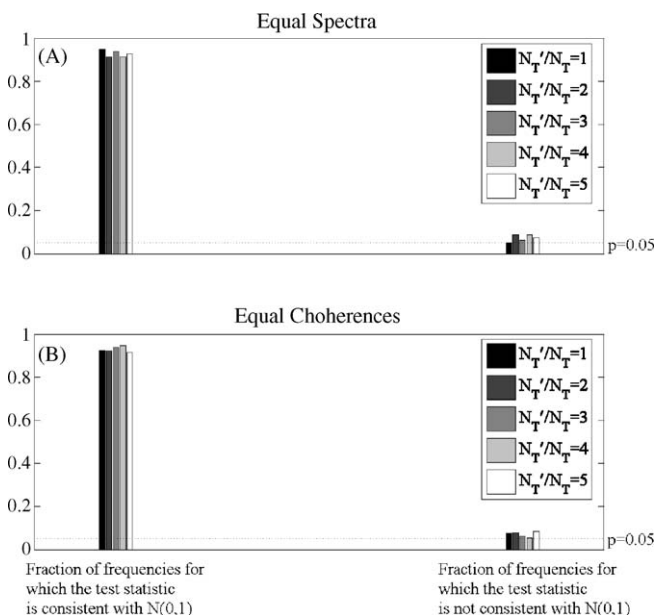 Equal Spectra
(A)
1
0.8
0.6
0.4
0.2
0
N_T'/N_T=1
N_T'/N_T=2
N_T'/N_T=3
N_T'/N_T=4
N_T'/N_T=5
p=0.05
Equal Choherences
(B)
1
0.8
0.6
0.4
0.2
0
N_T'/N_T=1
N_T'/N_T=2
N_T'/N_T=3
N_T'/N_T=4
N_T'/N_T=5
p=0.05
Fraction of frequencies for
which the test statistic
is consistent with N(0,1)
Fraction of frequencies for
which the test statistic
is not consistent with N(0,1)